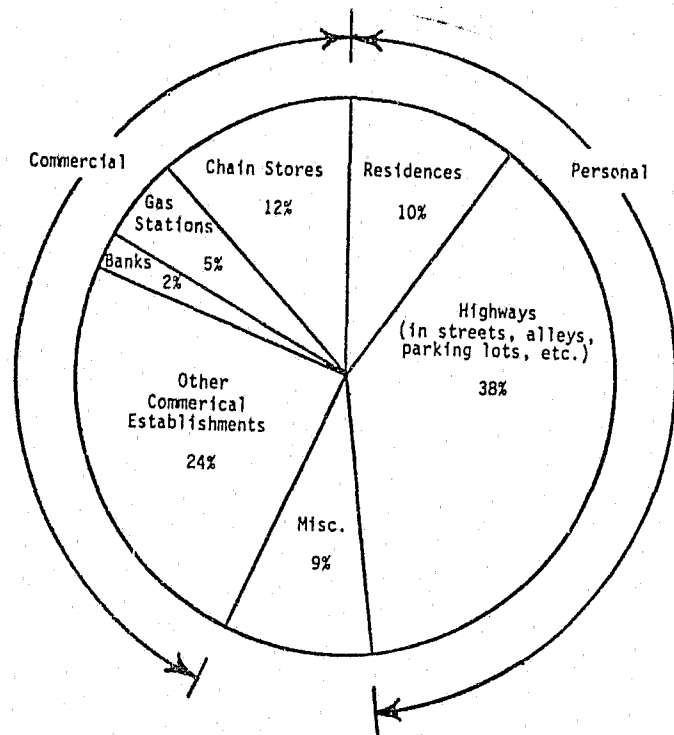 Commercial
Personal
Chain Stores
12%
Residences
10%
Gas
Stations
5%
Banks
2%
Highways
(in streets, alleys,
parking lots, etc.)
38%
Other
Commerical
Establishments
24%
Misc.
9%